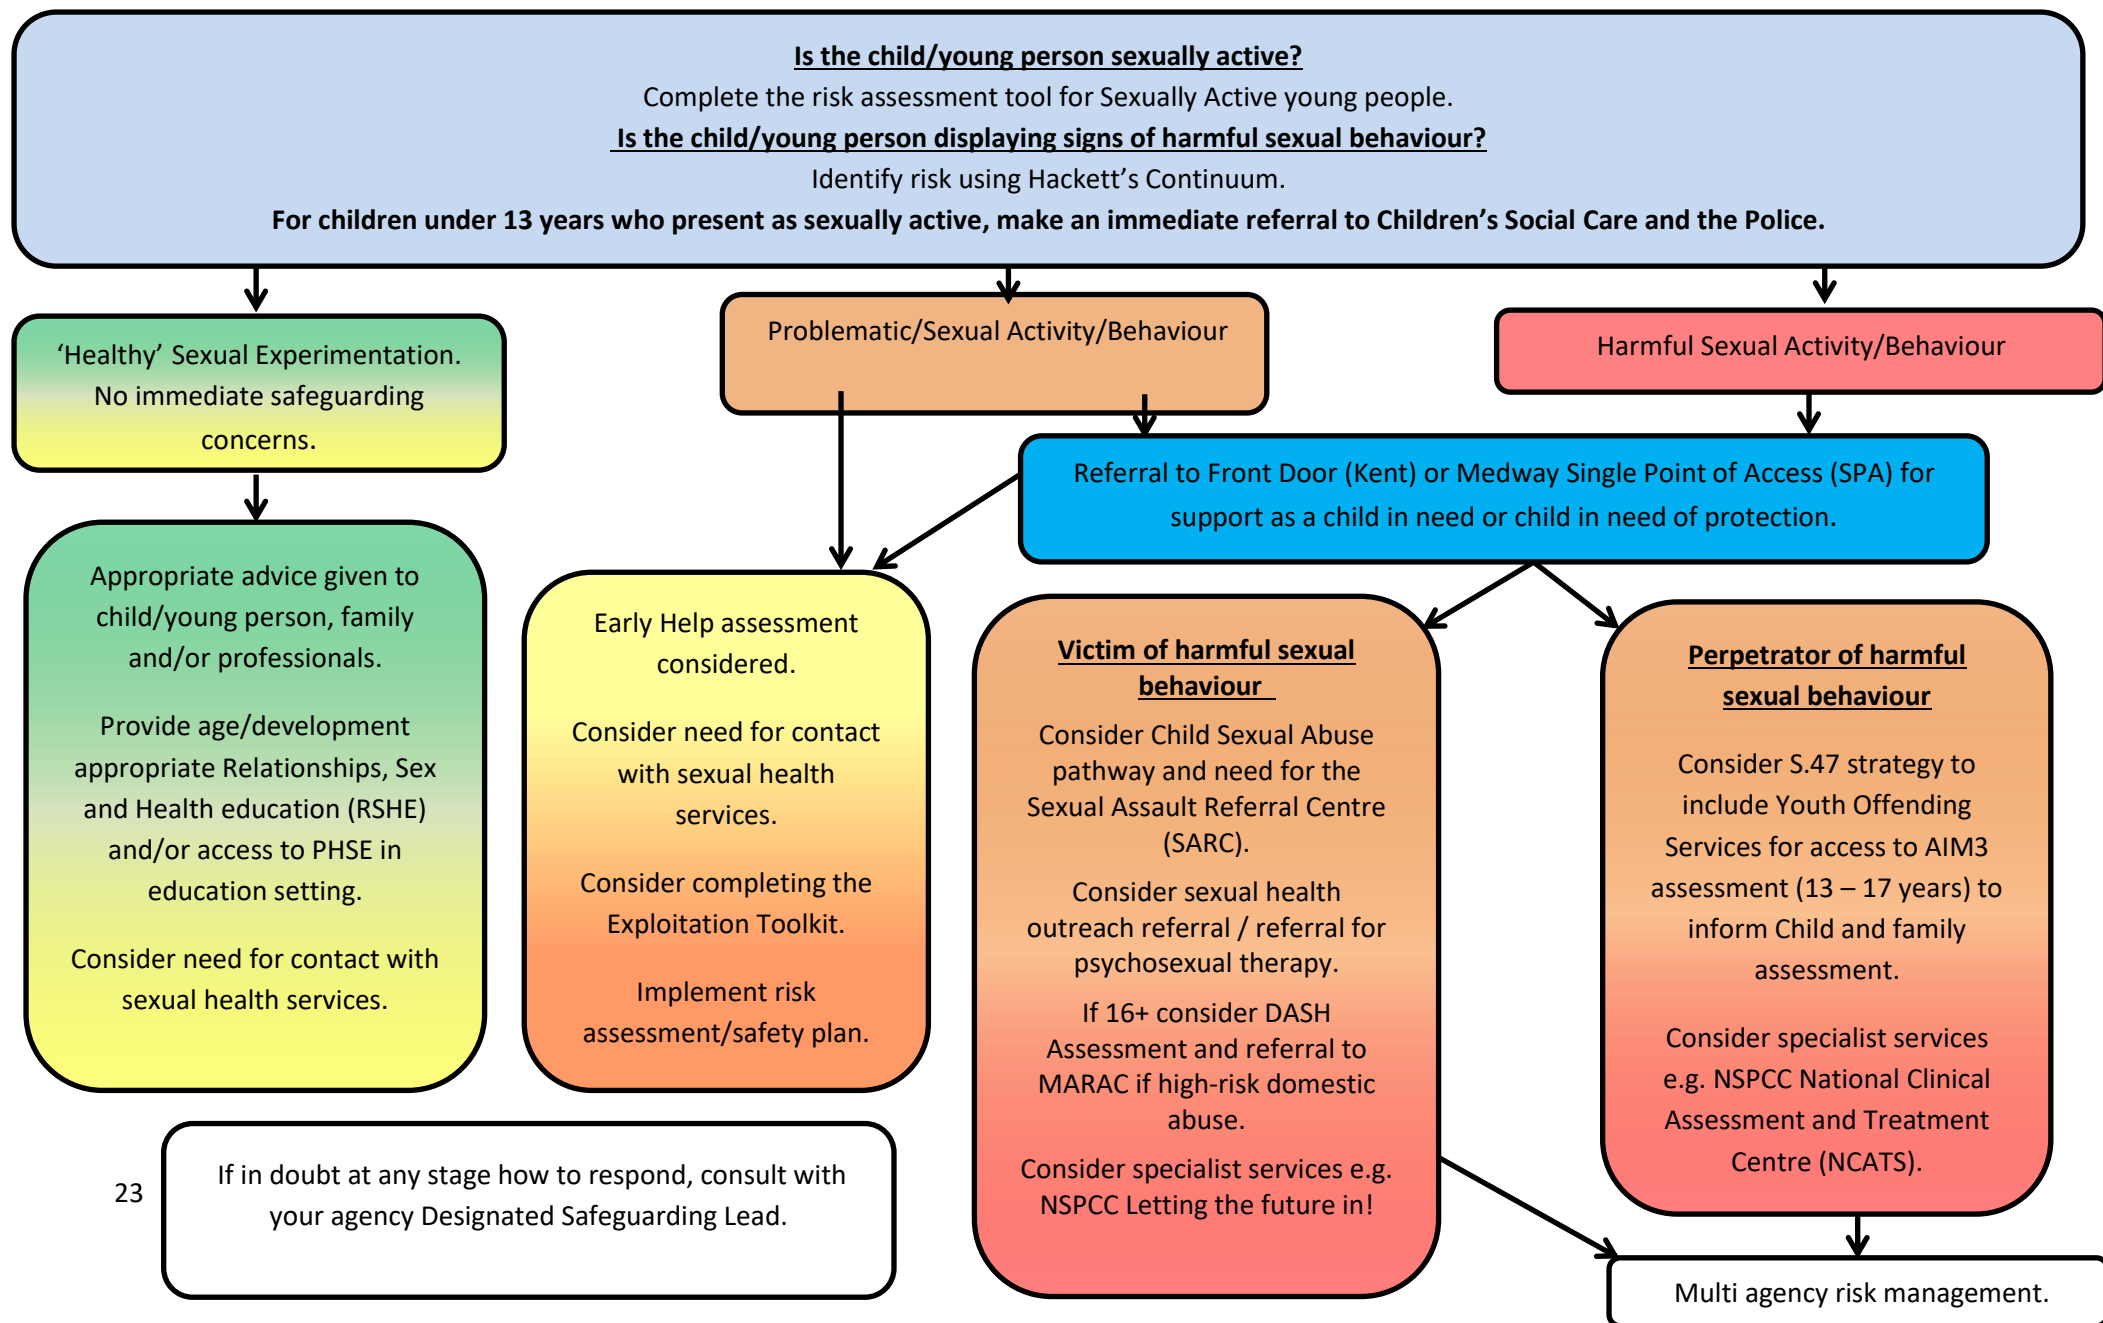 Is the child/young person sexually active?
Complete the risk assessment tool for Sexually Active young people.
Is the child/young person displaying signs of harmful sexual behaviour?
Identify risk using Hackett’s Continuum.
For children under 13 years who present as sexually active, make an immediate referral to Children’s Social Care and the Police.
‘Healthy’ Sexual Experimentation.
No immediate safeguarding
concerns.
Problematic/Sexual Activity/Behaviour
Harmful Sexual Activity/Behaviour
Referral to Front Door (Kent) or Medway Single Point of Access (SPA) for
support as a child in need or child in need of protection.
Appropriate advice given to
child/young person, family
and/or professionals.
Provide age/development
appropriate Relationships, Sex
and Health education (RSHE)
and/or access to PHSE in
education setting.
Consider need for contact with
sexual health services.
Early Help assessment
considered.
Consider need for contact
with sexual health
services.
Consider completing the
Exploitation Toolkit.
Implement risk
assessment/safety plan.
Victim of harmful sexual
behaviour
Consider Child Sexual Abuse
pathway and need for the
Sexual Assault Referral Centre
(SARC).
Consider sexual health
outreach referral / referral for
psychosexual therapy.
If 16+ consider DASH
Assessment and referral to
MARAC if high-risk domestic
abuse.
Consider specialist services e.g.
NSPCC Letting the future in!
Perpetrator of harmful
sexual behaviour
Consider S.47 strategy to
include Youth Offending
Services for access to AIM3
assessment (13 – 17 years) to
inform Child and family
assessment.
Consider specialist services
e.g. NSPCC National Clinical
Assessment and Treatment
Centre (NCATS).
23
If in doubt at any stage how to respond, consult with
your agency Designated Safeguarding Lead.
Multi agency risk management.